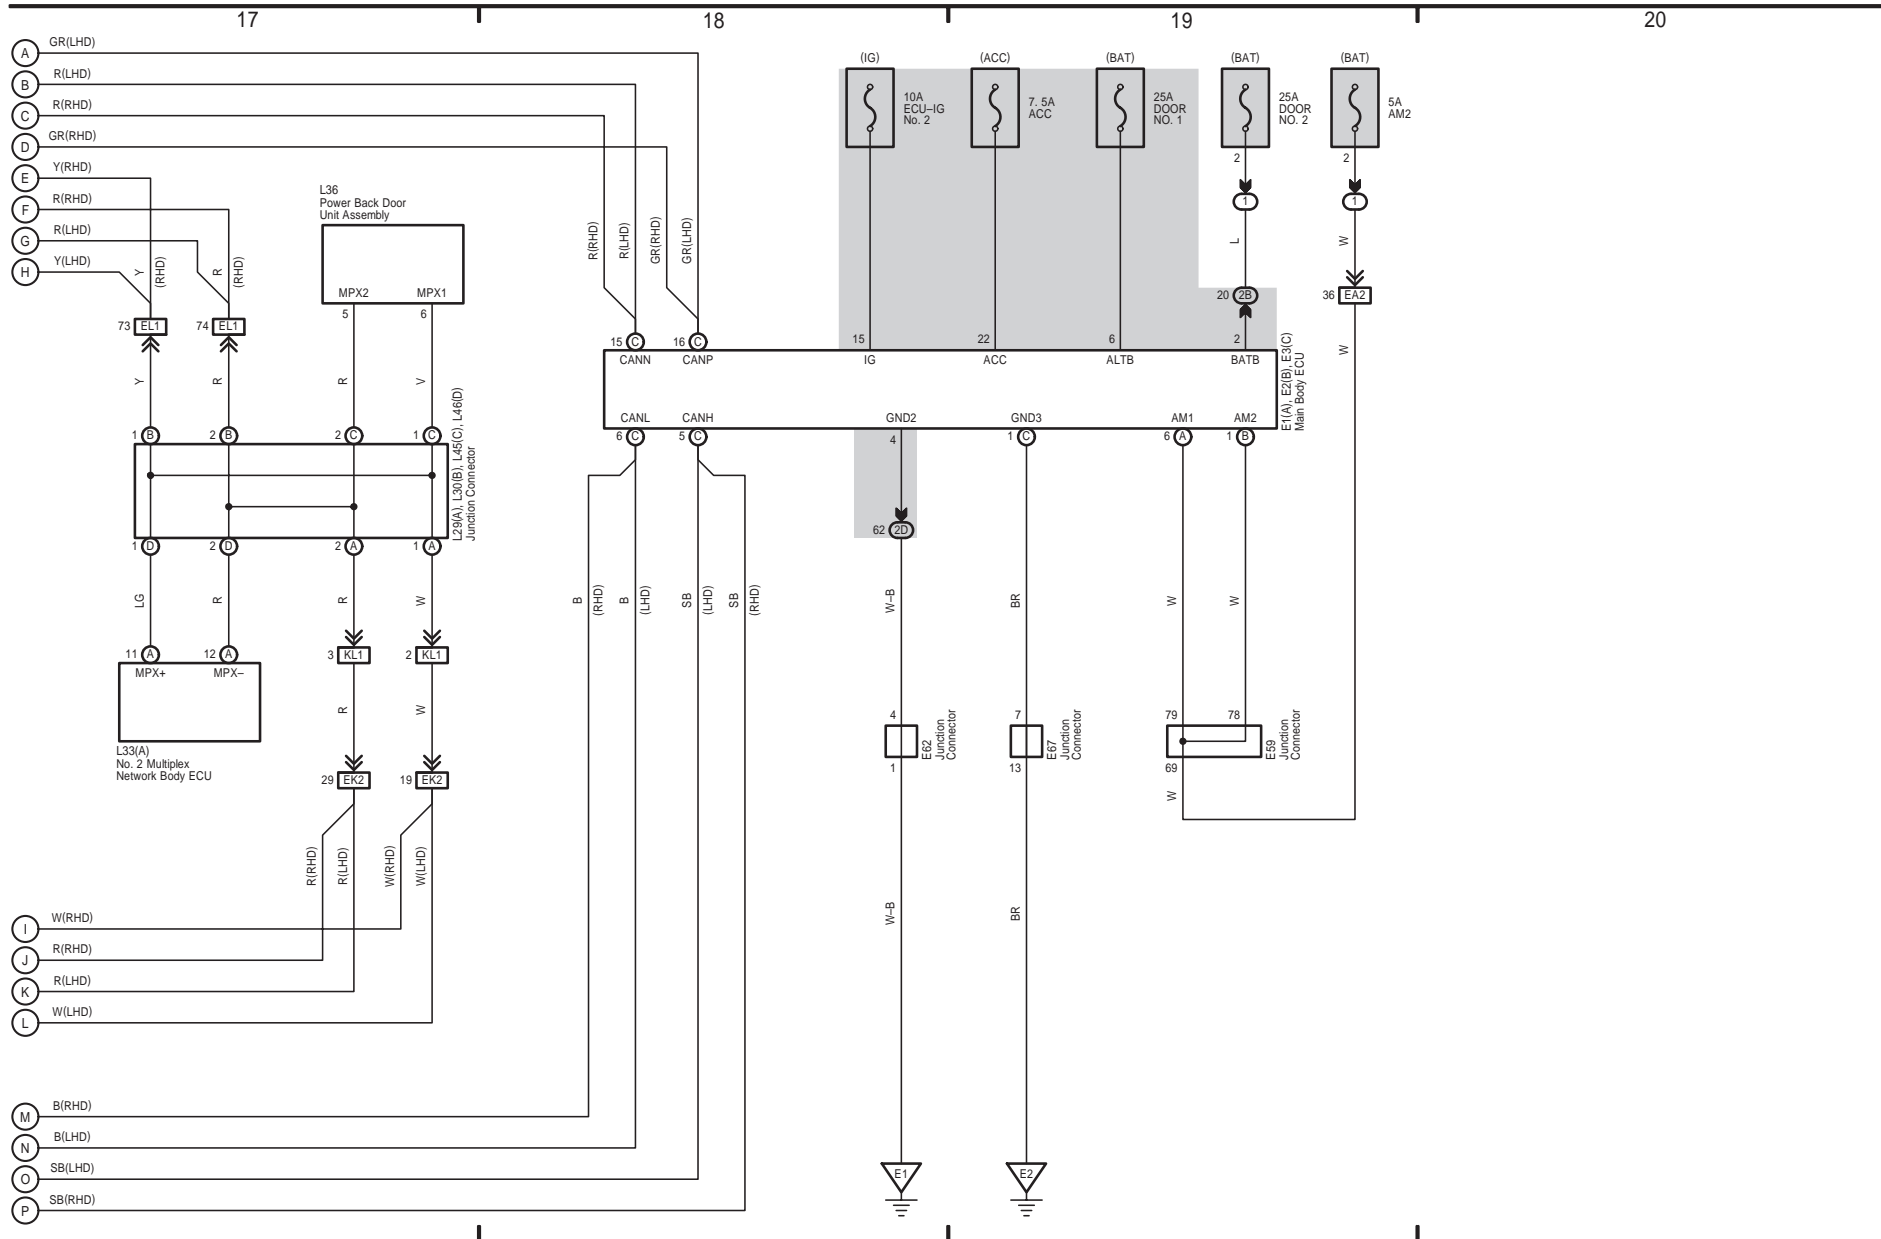 17
18
19
20
A
GR(LHD)
B
R(LHD)
C
R(RHD)
D
GR(RHD)
E
Y(RHD)
F
R(RHD)
G
R(LHD)
H
Y(LHD)
Y
(RHD)
R
(RHD)
73 EL1
74 EL1
Y
R
L36
Power Back Door
Unit Assembly
MPX2
MPX1
5
6
R
V
1 B
2 B
2 C
1 C
L29(A), L30(B), L45(C), L46(D)
Junction Connector
1 D
2 D
2 A
1 A
LG
R
R
W
11 A
12 A
MPX+
MPX–
L33(A)
No. 2 Multiplex
Network Body ECU
3 KL1
2 KL1
R
W
29 EK2
19 EK2
R(RHD)
R(LHD)
W(RHD)
W(LHD)
I
W(RHD)
J
R(RHD)
K
R(LHD)
L
W(LHD)
M
B(RHD)
N
B(LHD)
O
SB(LHD)
P
SB(RHD)
R(RHD)
R(LHD)
GR(RHD)
GR(LHD)
15 C
16 C
CANN
CANP
(IG)
10A
ECU–IG
No. 2
(ACC)
7. 5A
ACC
(BAT)
25A
DOOR
NO. 1
(BAT)
25A
DOOR
NO. 2
(BAT)
5A
AM2
2
2
1
1
L
W
20 2B
36 EA2
15
22
6
2
IG
ACC
ALTB
BATB
W
E1(A), E2(B), E3(C)
Main Body ECU
CANL
CANH
GND2
GND3
AM1
AM2
6 C
5 C
4
1 C
6 A
1 B
62 2D
B
(RHD)
B
(LHD)
SB
(LHD)
SB
(RHD)
W–B
BR
W
W
4
7
79
78
E62
Junction
Connector
E67
Junction
Connector
E59
Junction
Connector
1
13
69
W
W–B
BR
E1
E2